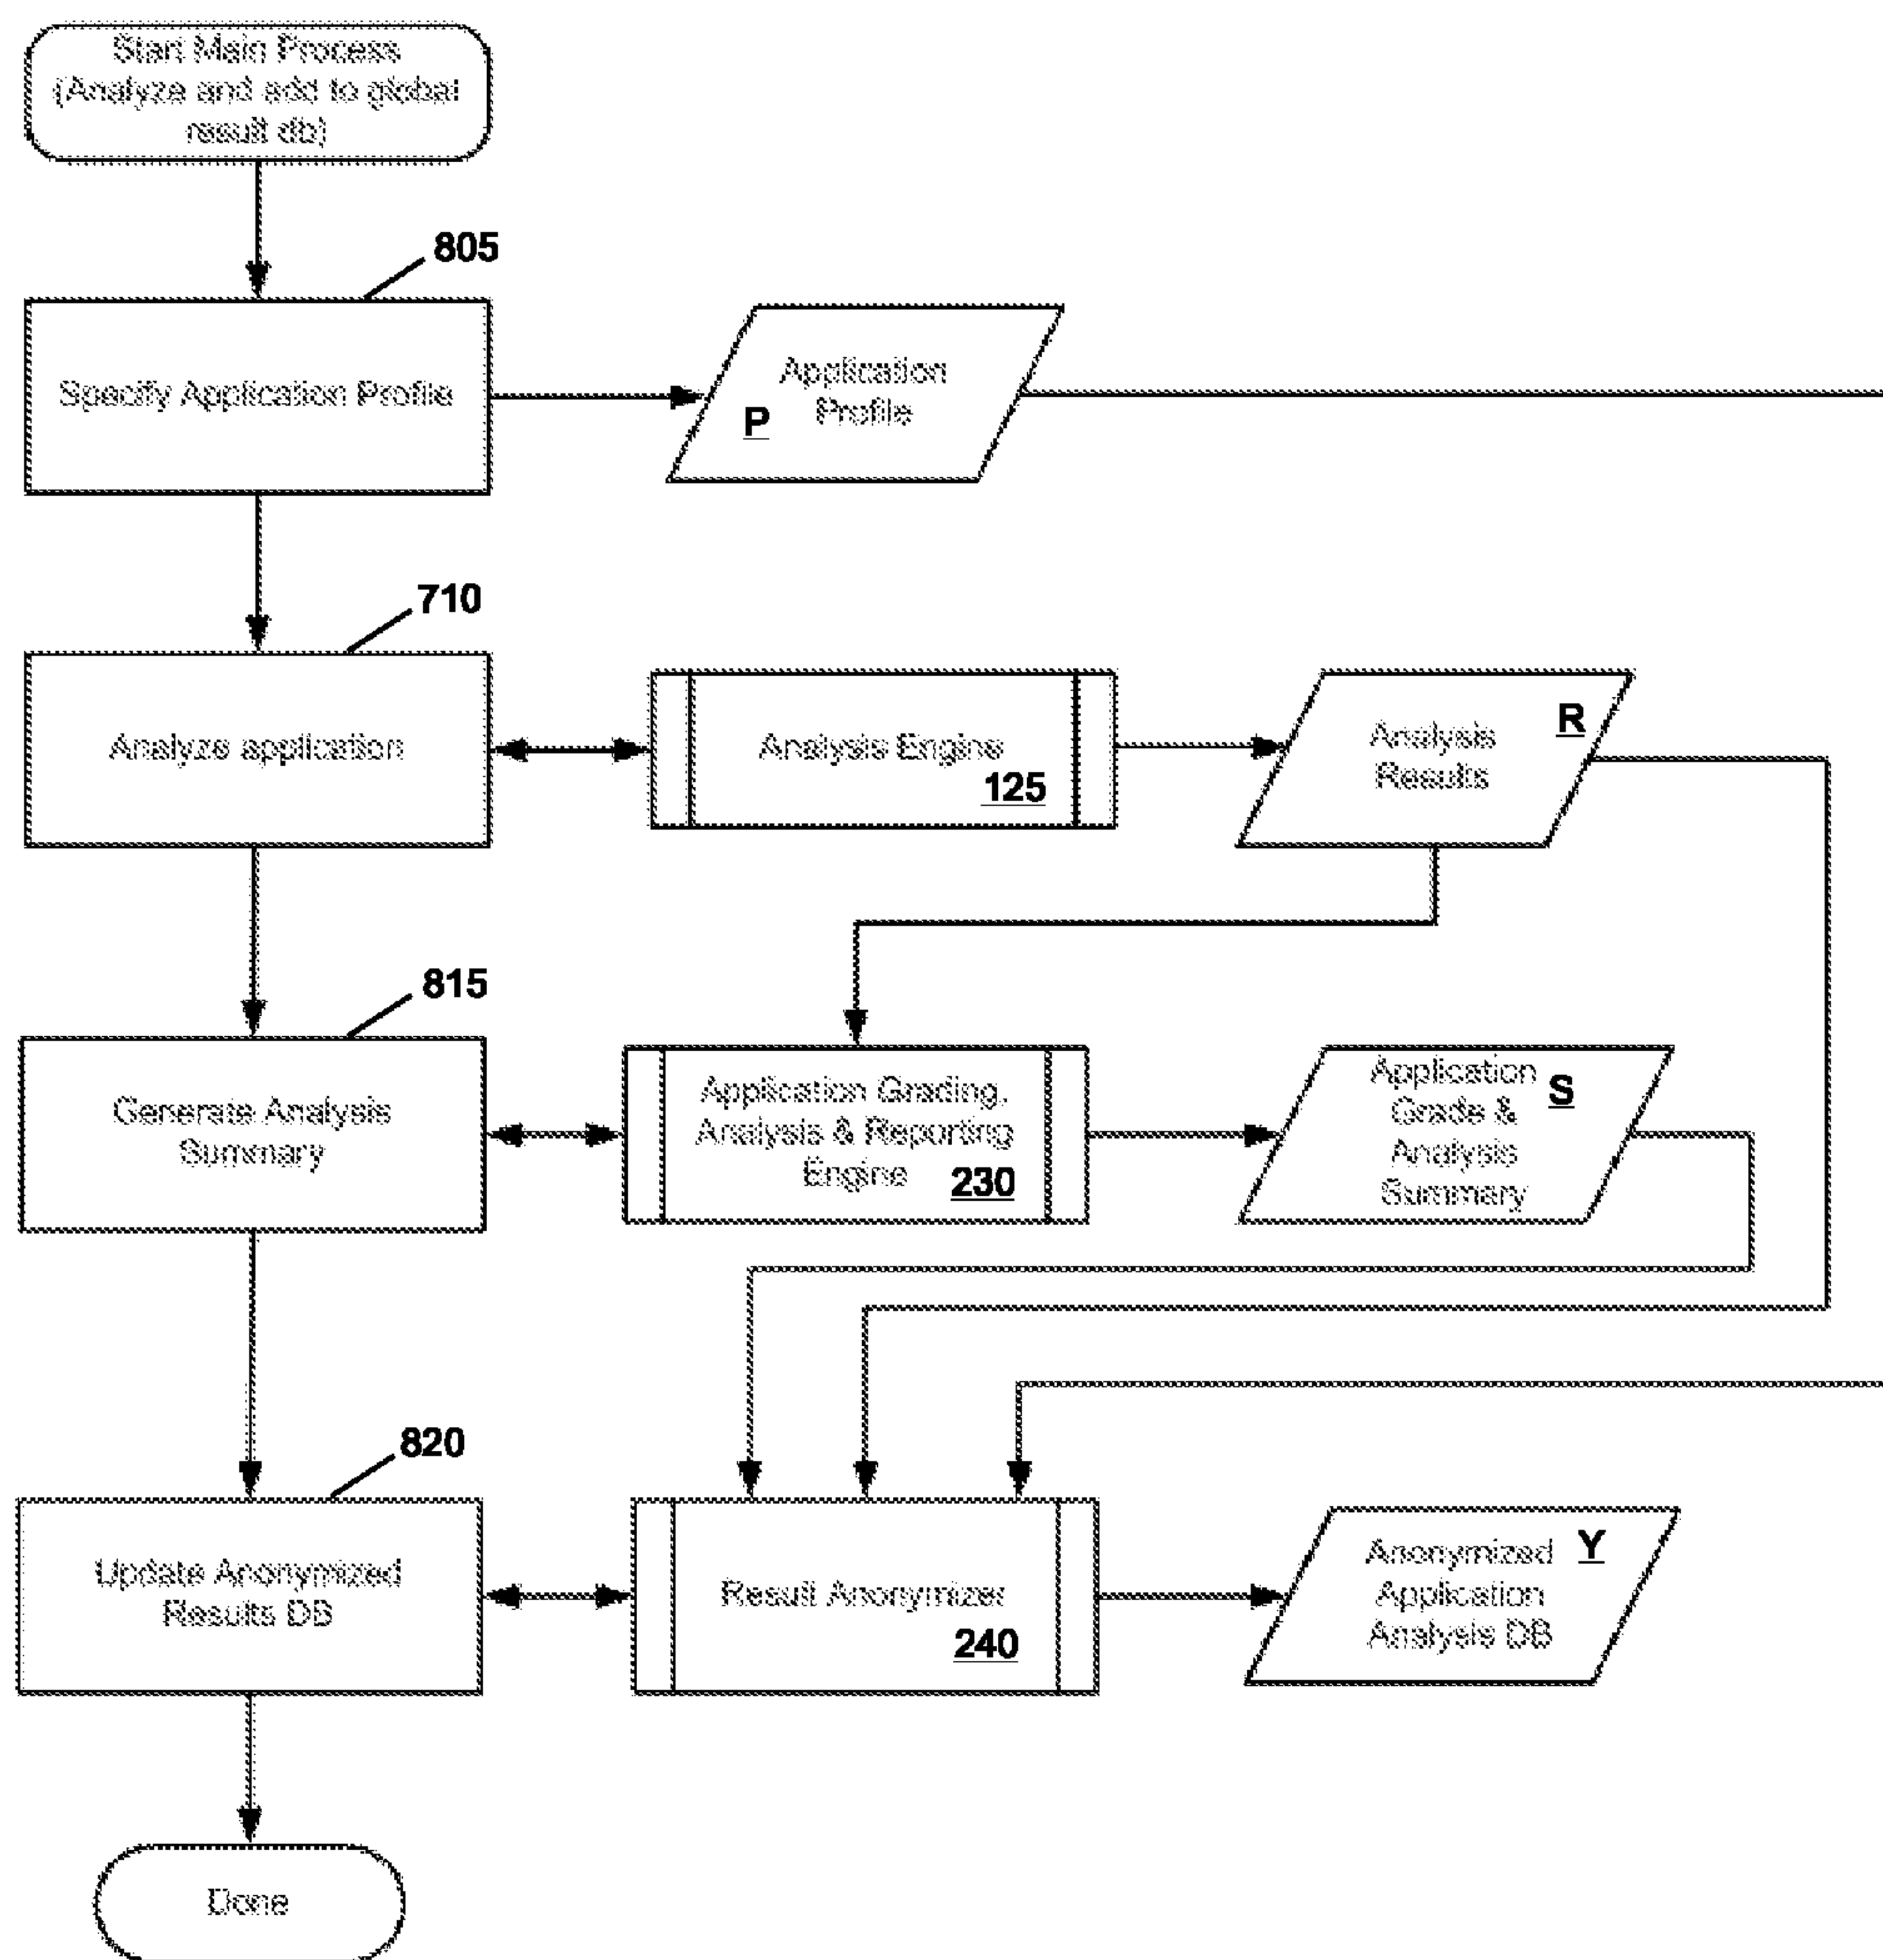 Start Main Process
(Analyze and add to global
result db)
805
Specify Application Profile
Application
Profile
P
710
Analyze application
Analysis Engine
125
Analysis
Results
R
815
Generate Analysis
Summary
Application Grading,
Analysis & Reporting
Engine
230
Application
Grade &
Analysis
Summary
S
820
Update Anonymized
Results DB
Result Anonymizer
240
Anonymized
Application
Analysis DB
Y
Done